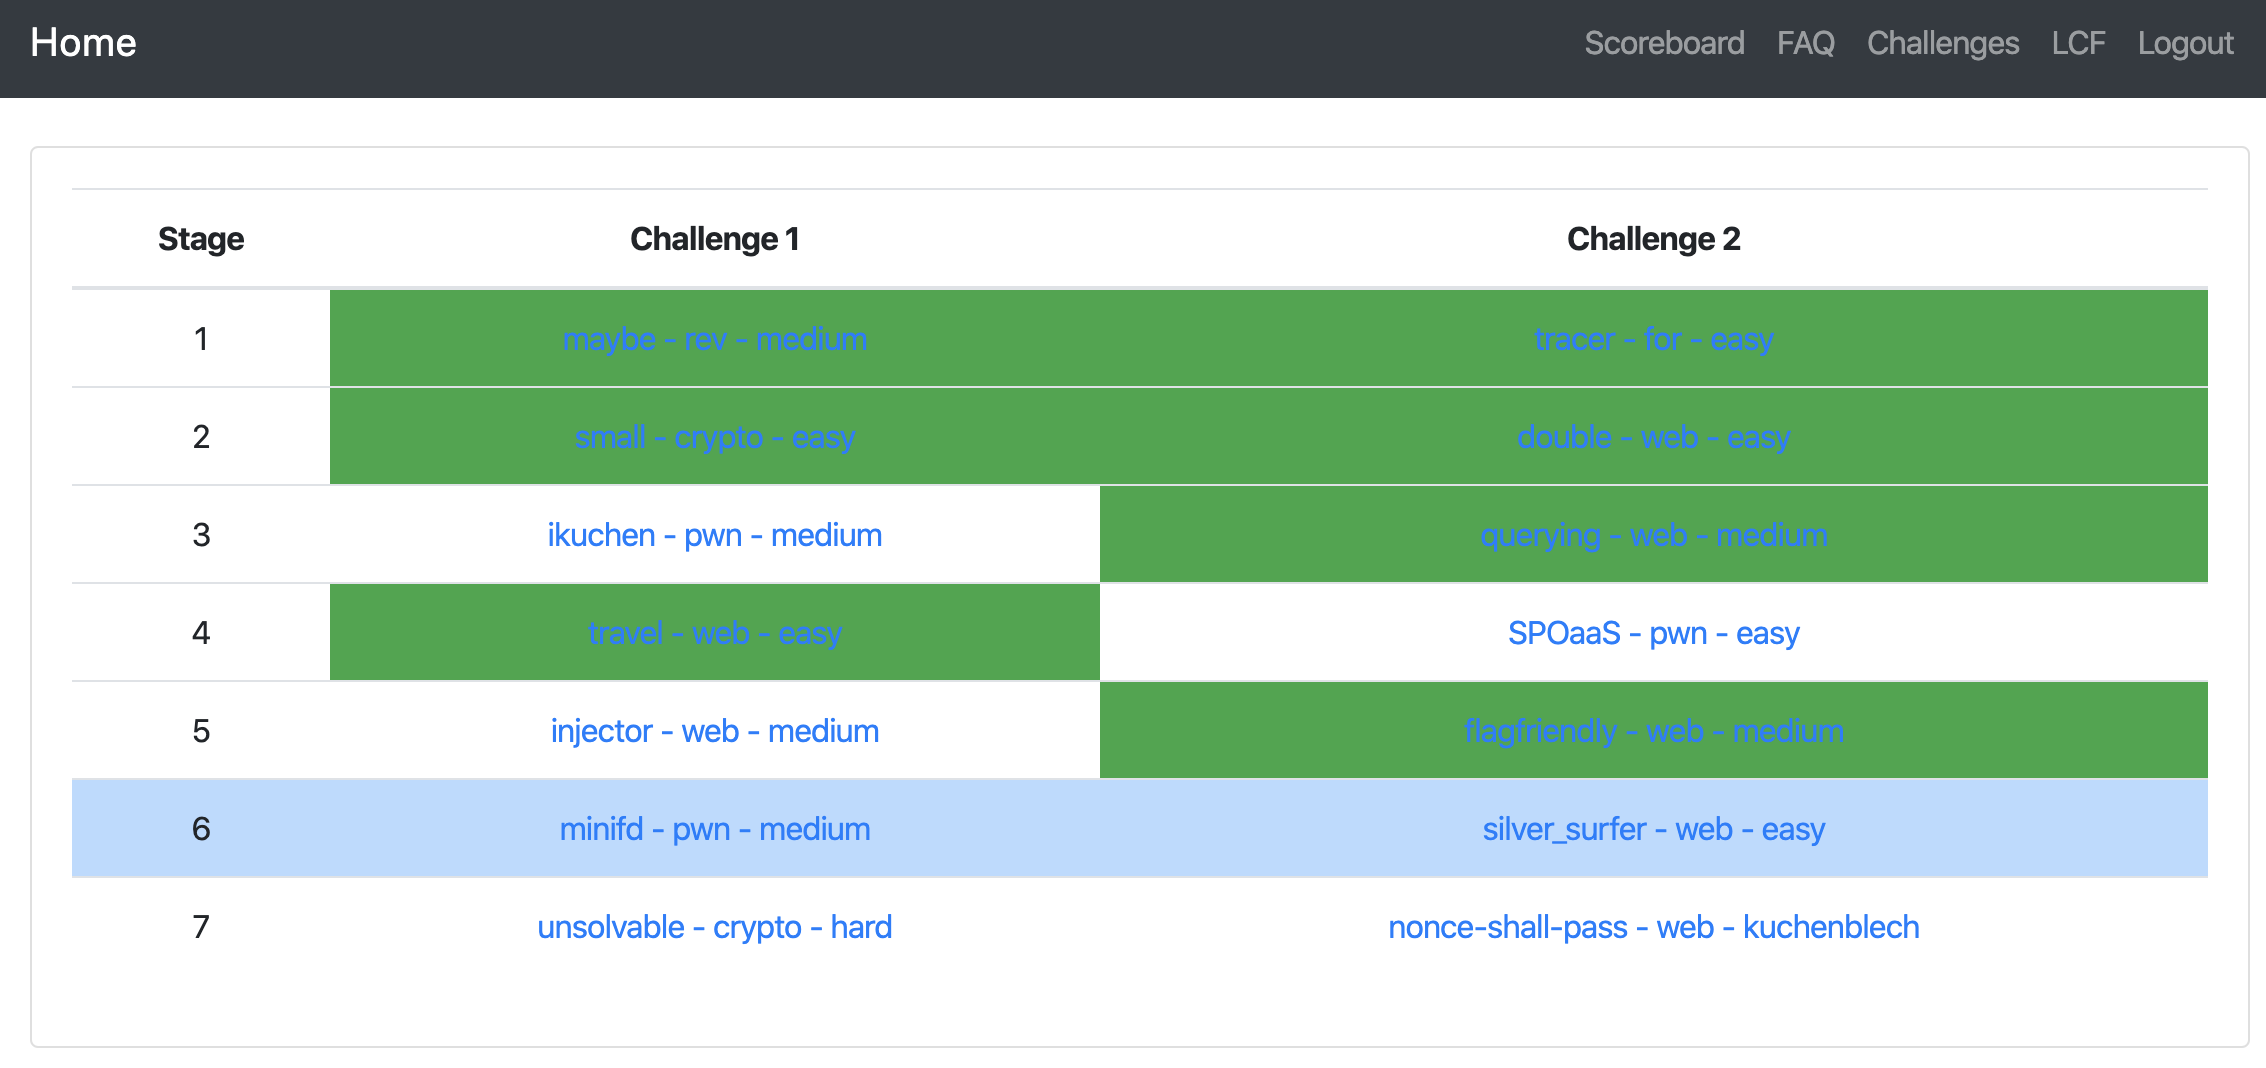 Home Scoreboard FAQ Challenges LCF Logout
Stage Challenge 1 Challenge 2
1 maybe - rev - medium tracer - for - easy
2 small - crypto - easy double - web - easy
3 ikuchen - pwn - medium querying - web - medium
4 travel - web - easy SPOaaS - pwn - easy
5 injector - web - medium flagfriendly - web - medium
6 minifd - pwn - medium silver_surfer - web - easy
7 unsolvable - crypto - hard nonce-shall-pass - web - kuchenblech